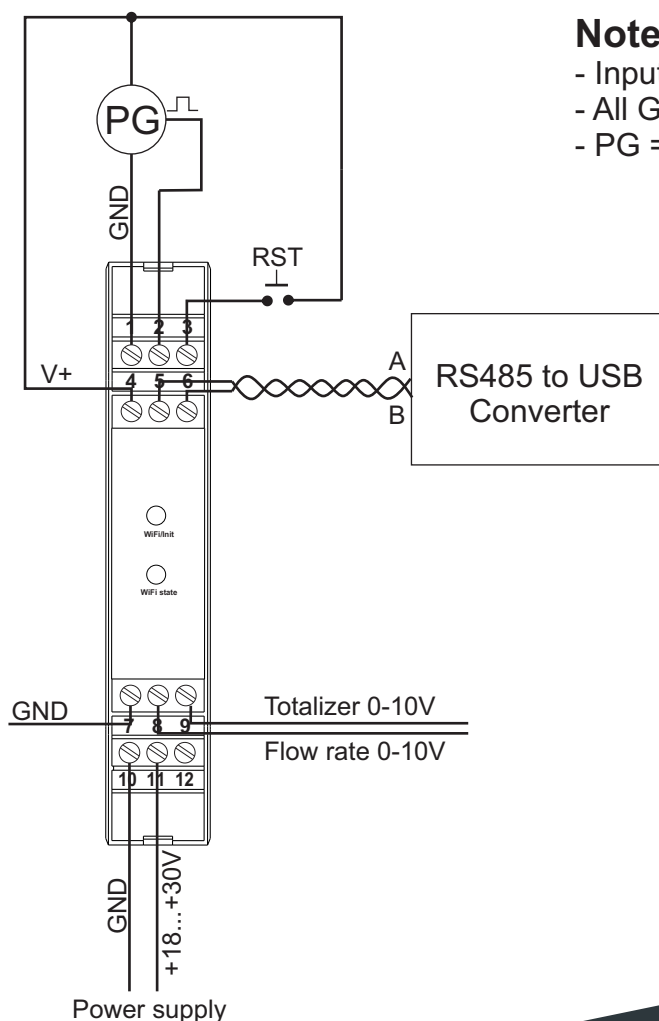 Note
- Input
- All G
- PG =
PG
GND
RST
1 2 3
V+
4 5 6
A
B
RS485 to USB
Converter
WiFi/Init
WiFi state
GND
7 8 9
Totalizer 0-10V
Flow rate 0-10V
10 11 12
GND
+18...+30V
Power supply